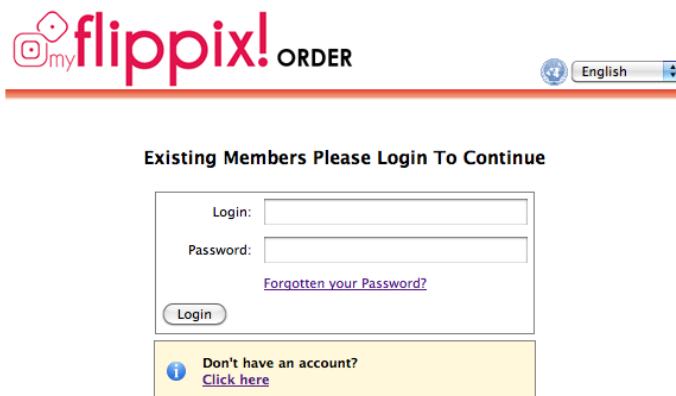 myflippix! ORDER
English
Existing Members Please Login To Continue
Login:
Password:
Forgotten your Password?
Login
Don't have an account?
Click here